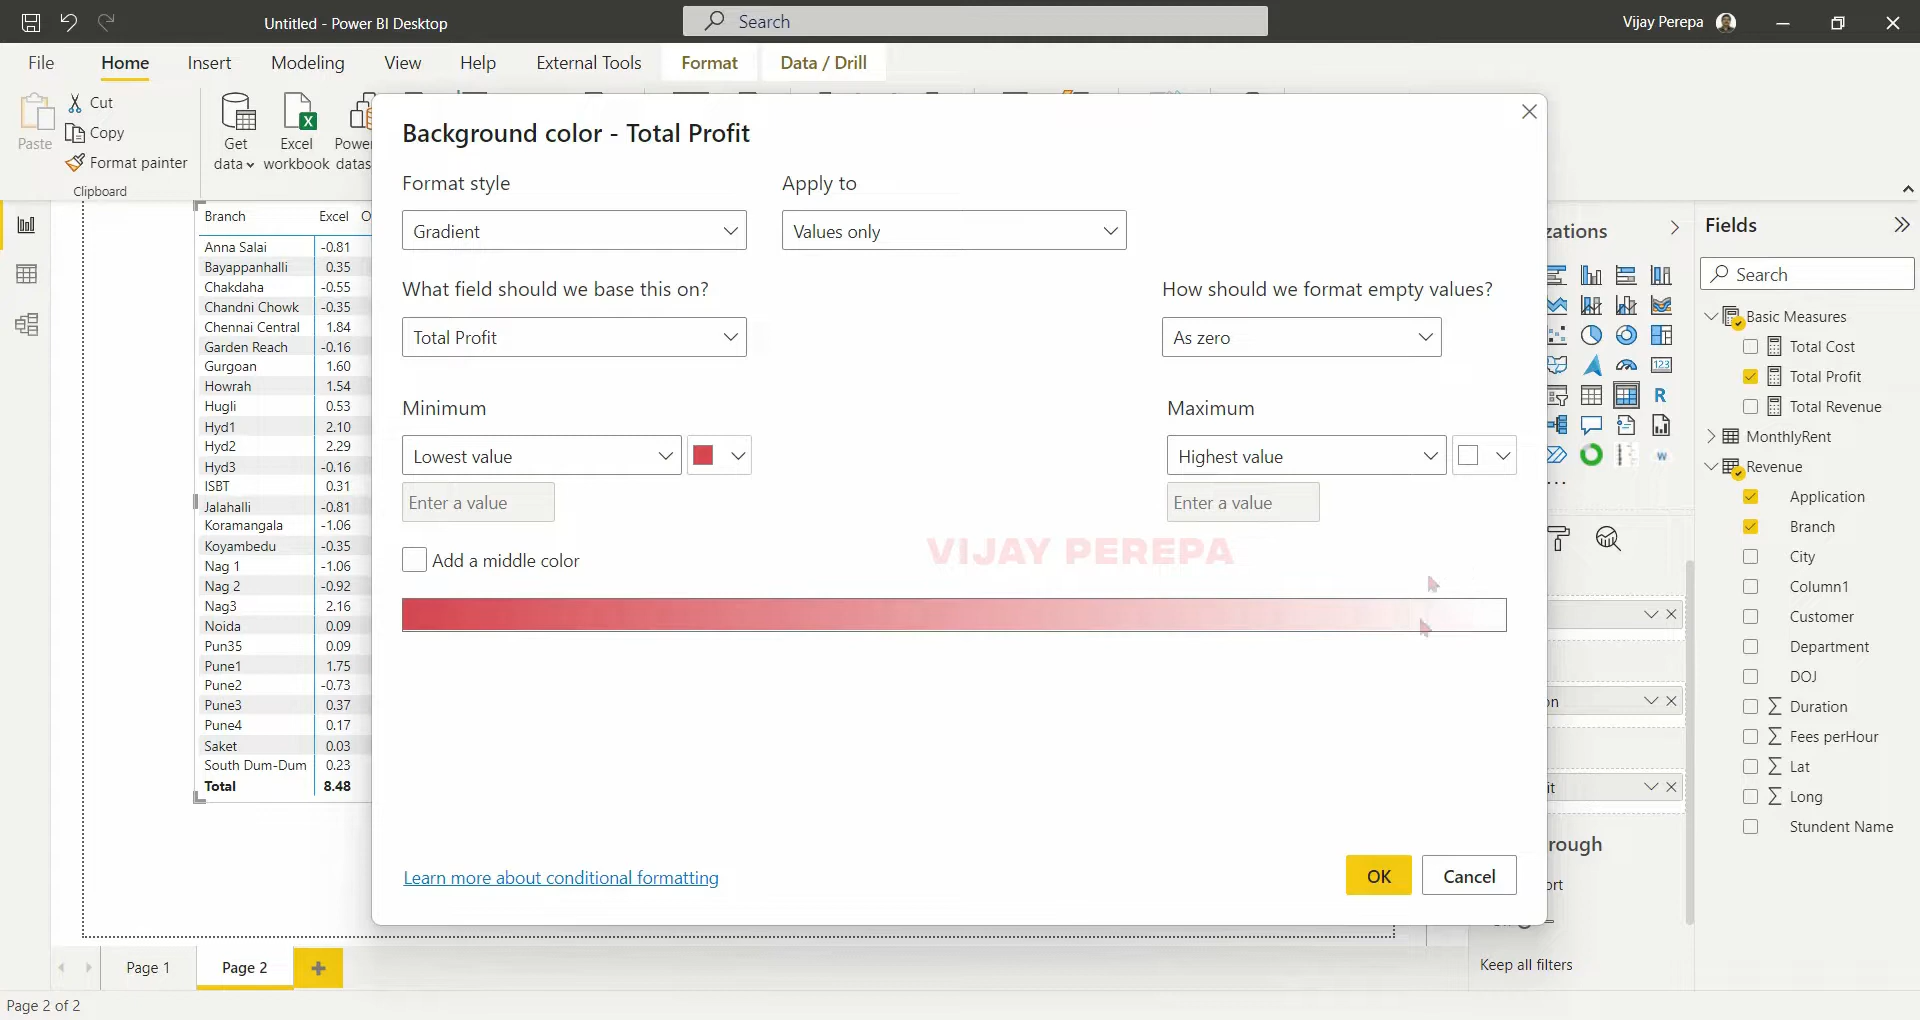 Untitled - Power BI Desktop
Search
Vijay Perepa
File Home Insert Modeling View Help External Tools Format Data / Drill
Paste
Cut
Copy
Format painter
Clipboard
Get
data
Excel
workbook
Background color - Total Profit
Format style
Gradient
Apply to
Values only
What field should we base this on?
Total Profit
How should we format empty values?
As zero
Minimum
Lowest value
Enter a value
Maximum
Highest value
Enter a value
Add a middle color
VIJAY PEREPA
Learn more about conditional formatting
OK
Cancel
Branch Excel
Anna Salai -0.81
Bayappanhalli 0.35
Chakdaha -0.55
Chandni Chowk -0.35
Chennai Central 1.84
Garden Reach -0.16
Gurgoan 1.60
Howrah 1.54
Hugli 0.53
Hyd1 2.10
Hyd2 2.29
Hyd3 -0.16
ISBT 0.31
Jalahalli -0.81
Koramangala -1.06
Koyambedu -0.35
Nag 1 -1.06
Nag 2 -0.92
Nag3 2.16
Noida 0.09
Pun35 0.09
Pune1 1.75
Pune2 -0.73
Pune3 0.37
Pune4 0.17
Saket 0.03
South Dum-Dum 0.23
Total 8.48
Fields
Search
Basic Measures
Total Cost
Total Profit
Total Revenue
MonthlyRent
Revenue
Application
Branch
City
Column1
Customer
Department
DOJ
Duration
Fees perHour
Lat
Long
Stundent Name
Keep all filters
Page 1
Page 2
Page 2 of 2